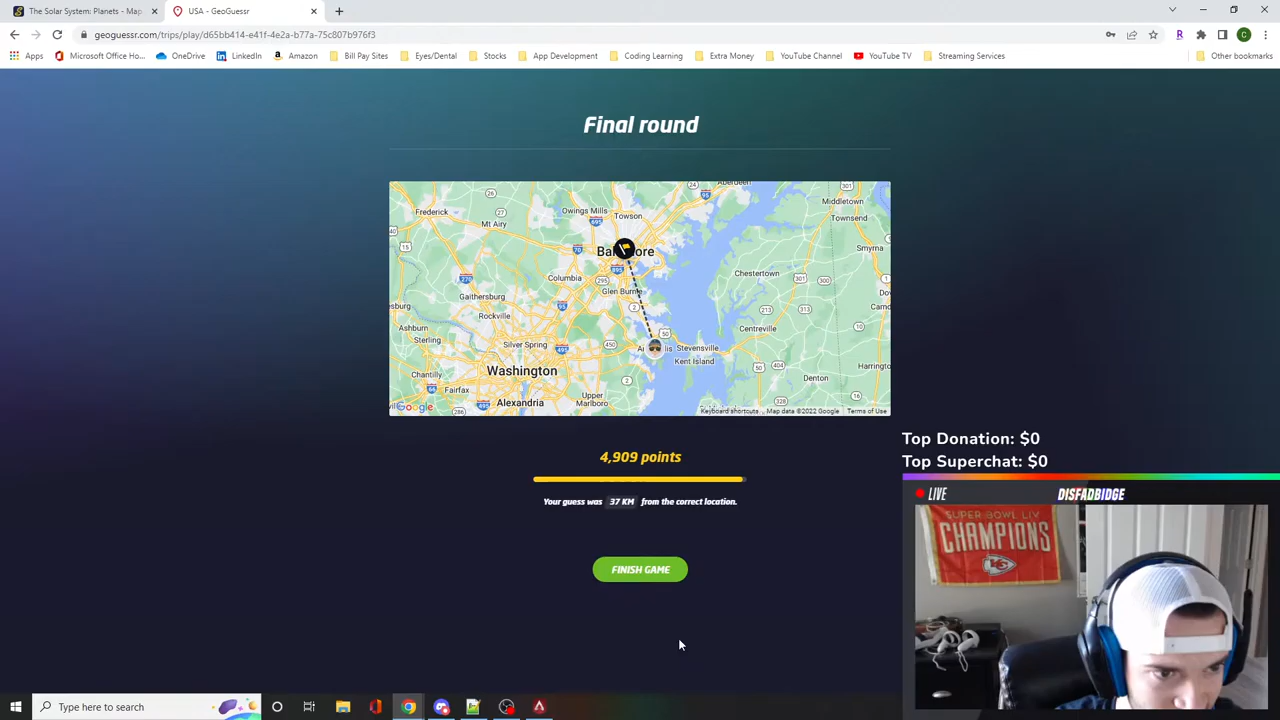 The Solar System: Planets - Map
USA - GeoGuessr
geoguessr.com/trips/play/d65bb414-e41f-4e2a-b77a-75c807b976f3
Apps
Microsoft Office Ho...
OneDrive
LinkedIn
Amazon
Bill Pay Sites
Eyes/Dental
Stocks
App Development
Coding Learning
Extra Money
YouTube Channel
YouTube TV
Streaming Services
Other bookmarks
Final round
Aberdeen
Frederick
Mt Airy
Owings Mills
Towson
Middletown
Townsend
Smyrna
Columbia
Glen Burnie
Chestertown
Gaithersburg
Rockville
Ashburn
Sterling
Silver Spring
Stevensville
Kent Island
Centreville
Harrington
Washington
Denton
Chantilly
Fairfax
Upper
Marlboro
Alexandria
Google
Keyboard shortcuts
Map data ©2022 Google
Terms of Use
4,909 points
Your guess was 37 KM from the correct location.
FINISH GAME
Top Donation: $0
Top Superchat: $0
LIVE
DISFADBIDGE
SUPER BOWL LIV
CHAMPIONS
Type here to search